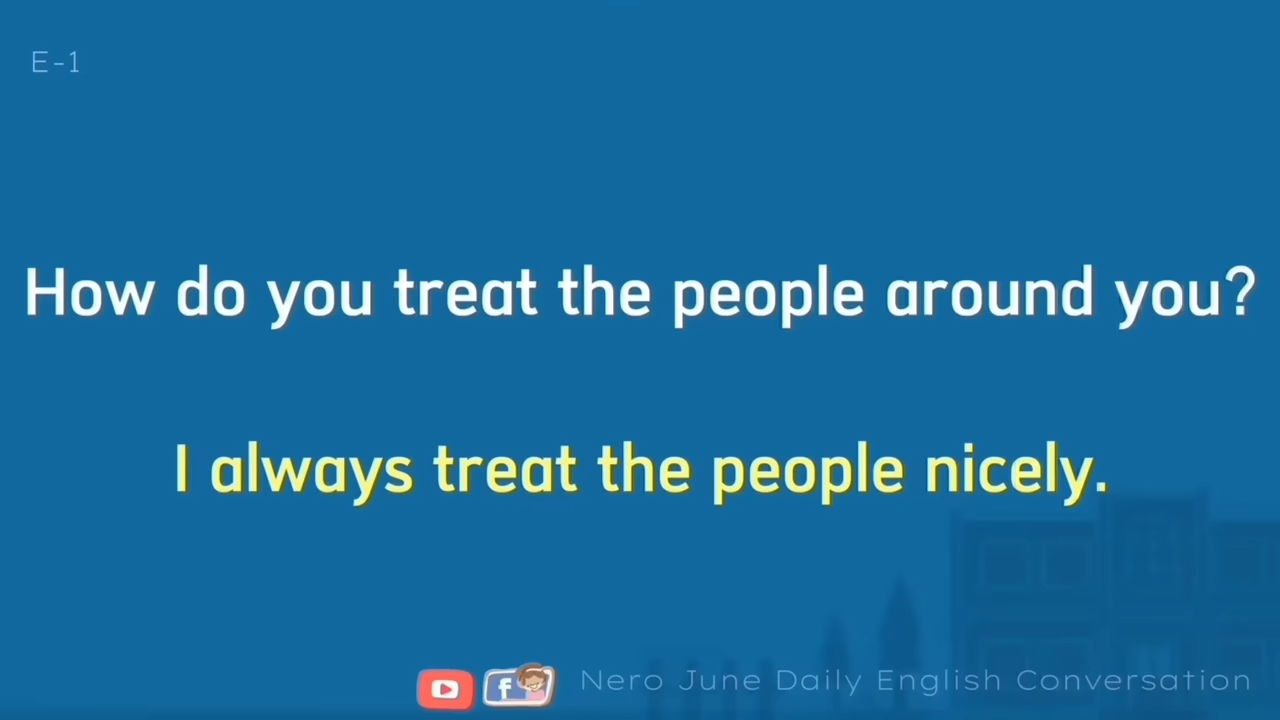 E-1
How do you treat the people around you?
I always treat the people nicely.
f Nero June Daily English Conversation